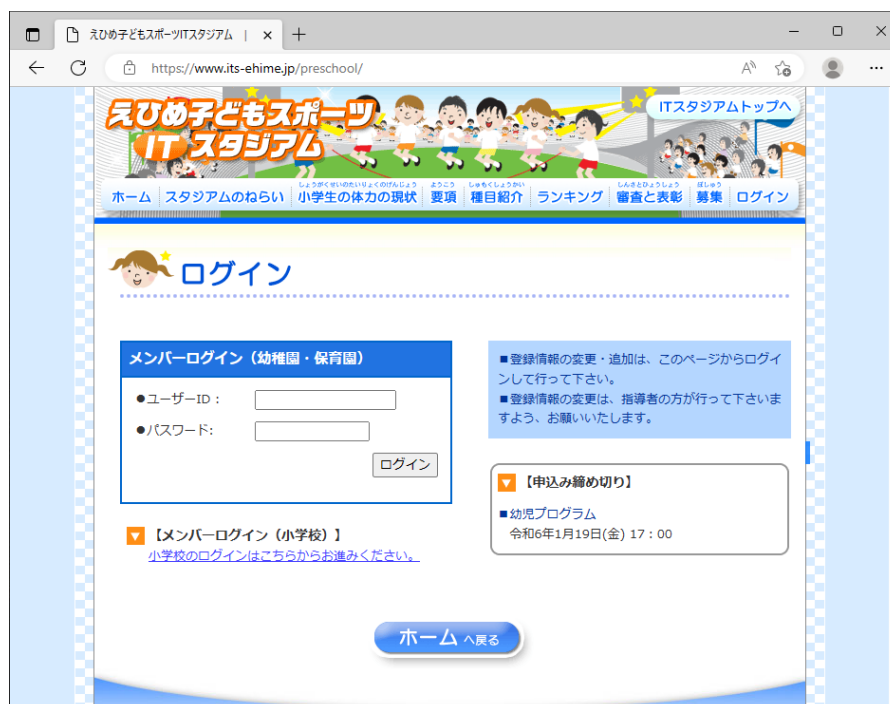 えひめ子どもスポーツITスタジアム |
https://www.its-ehime.jp/preschool/
えひめ子どもスポーツ
ITスタジアム
ITスタジアムトップへ
しょうがくせいのたいりょくのげんじょう ようこう しゅもくしょうかい しんさとひょうしょう ぼしゅう
ホーム スタジアムのねらい 小学生の体力の現状 要項 種目紹介 ランキング 審査と表彰 募集 ログイン
ログイン
メンバーログイン（幼稚園・保育園）
●ユーザーID：
●パスワード:
ログイン
【メンバーログイン（小学校）】
小学校のログインはこちらからお進みください。
■登録情報の変更・追加は、このページからログイ
ンして行って下さい。
■登録情報の変更は、指導者の方が行って下さいま
すよう、お願いいたします。
【申込み締め切り】
■幼児プログラム
令和6年1月19日(金) 17：00
ホームへ戻る